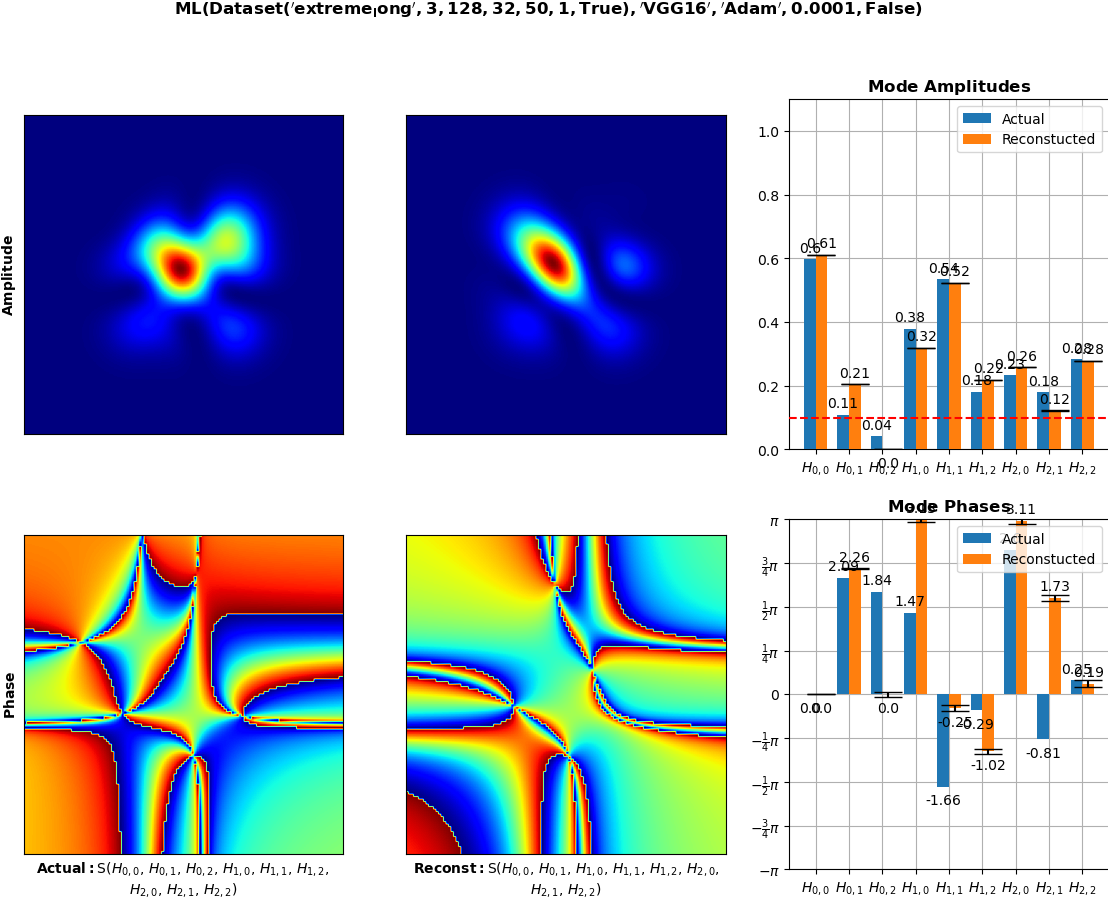 ML(Dataset('extremeₗong', 3, 128, 32, 50, 1, True), 'VGG16', 'Adam', 0.0001, False)
Amplitude
Mode Amplitudes
Actual
Reconstucted
1.0
0.8
0.6
0.4
0.2
0.0
0.6
0.61
0.11
0.21
0.04
0.0
0.38
0.32
0.54
0.52
0.18
0.22
0.23
0.26
0.18
0.12
0.28
0.28
H0,0 H0,1 H0,2 H1,0 H1,1 H1,2 H2,0 H2,1 H2,2
Phase
Mode Phases
Actual
Reconstucted
π
3/4π
1/2π
1/4π
0
−1/4π
−1/2π
−3/4π
−π
0.0
0.0
2.09
2.26
1.84
0.0
1.47
-1.66
-0.25
-0.29
-1.02
3.11
-0.81
1.73
0.25
0.19
H0,0 H0,1 H0,2 H1,0 H1,1 H1,2 H2,0 H2,1 H2,2
Actual: S(H0,0, H0,1, H0,2, H1,0, H1,1, H1,2,
H2,0, H2,1, H2,2)
Reconst: S(H0,0, H0,1, H1,0, H1,1, H1,2, H2,0,
H2,1, H2,2)